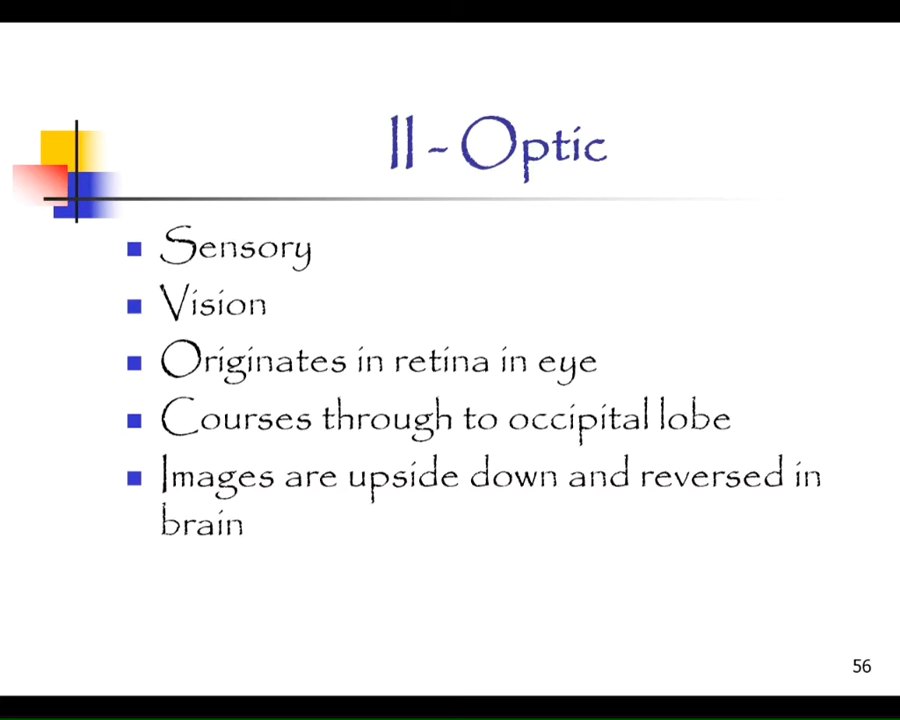 II - Optic
Sensory
Vision
Originates in retina in eye
Courses through to occipital lobe
Images are upside down and reversed in
brain
56